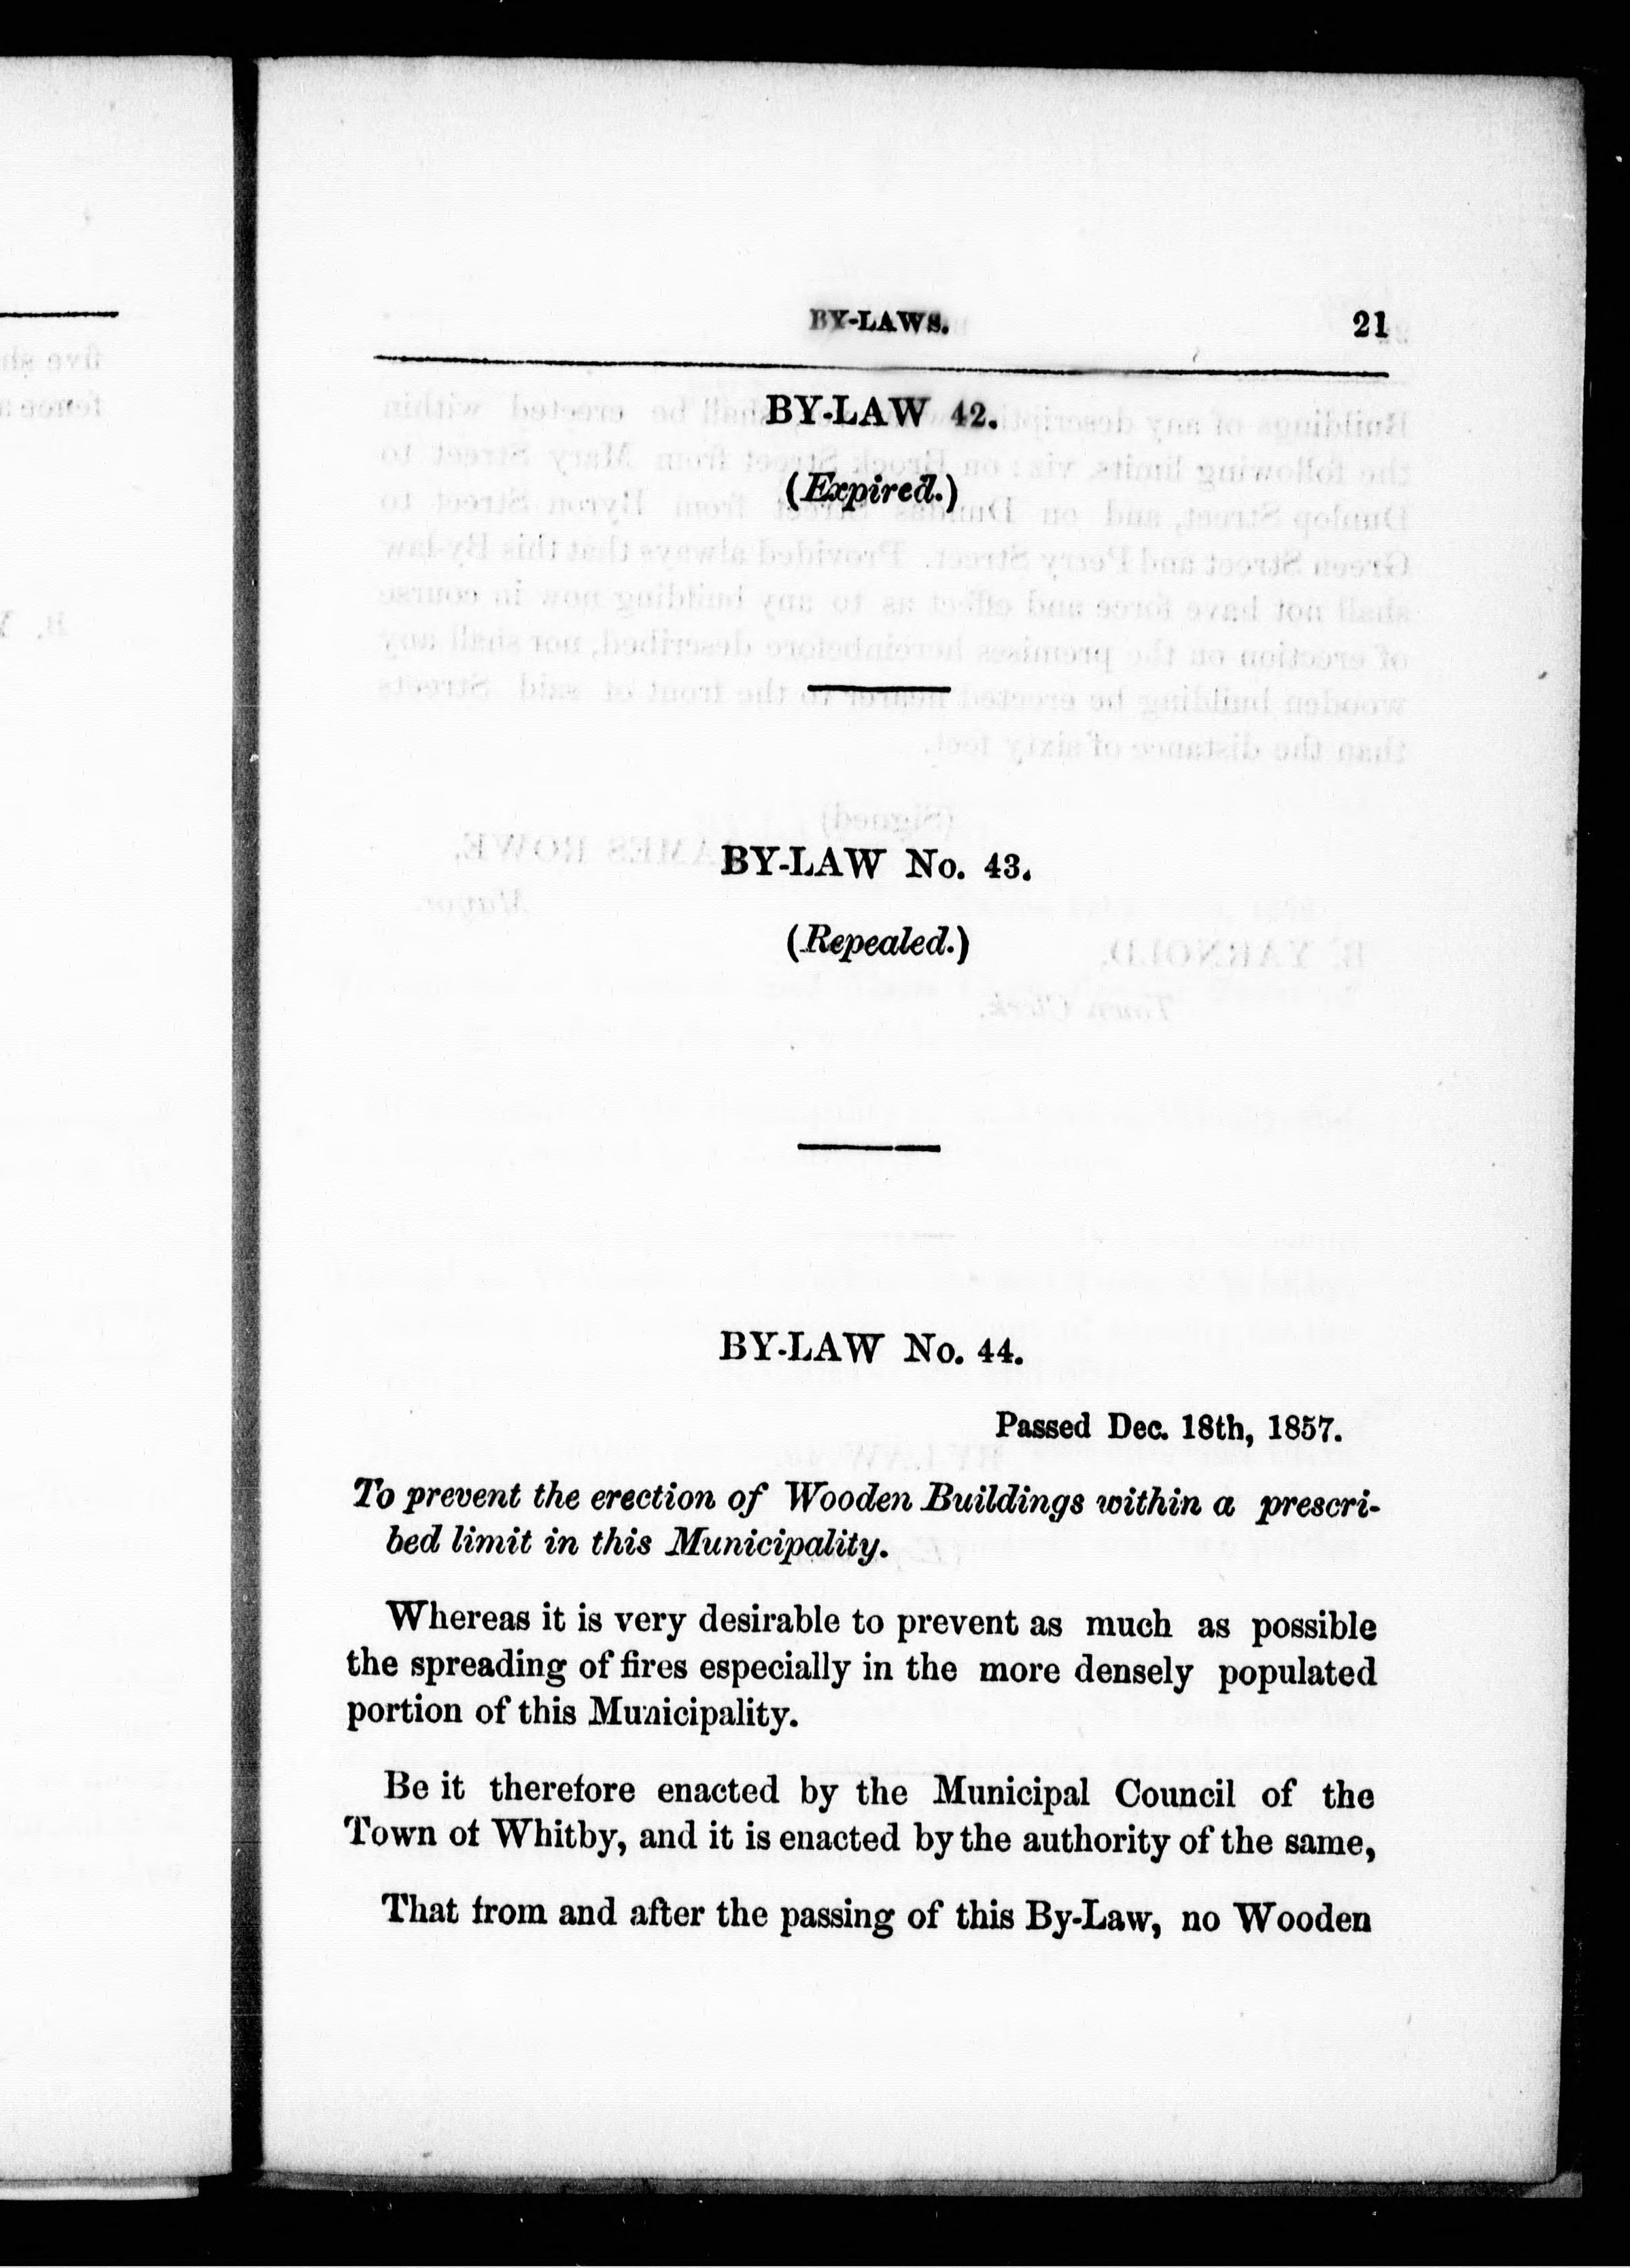 BY-LAWS. 21
BY-LAW 42.
(Expired.)
BY-LAW No. 43.
(Repealed.)
BY-LAW No. 44.
Passed Dec. 18th, 1857.
To prevent the erection of Wooden Buildings within a prescri-
bed limit in this Municipality.
Whereas it is very desirable to prevent as much as possible
the spreading of fires especially in the more densely populated
portion of this Municipality.
Be it therefore enacted by the Municipal Council of the
Town of Whitby, and it is enacted by the authority of the same,
That from and after the passing of this By-Law, no Wooden